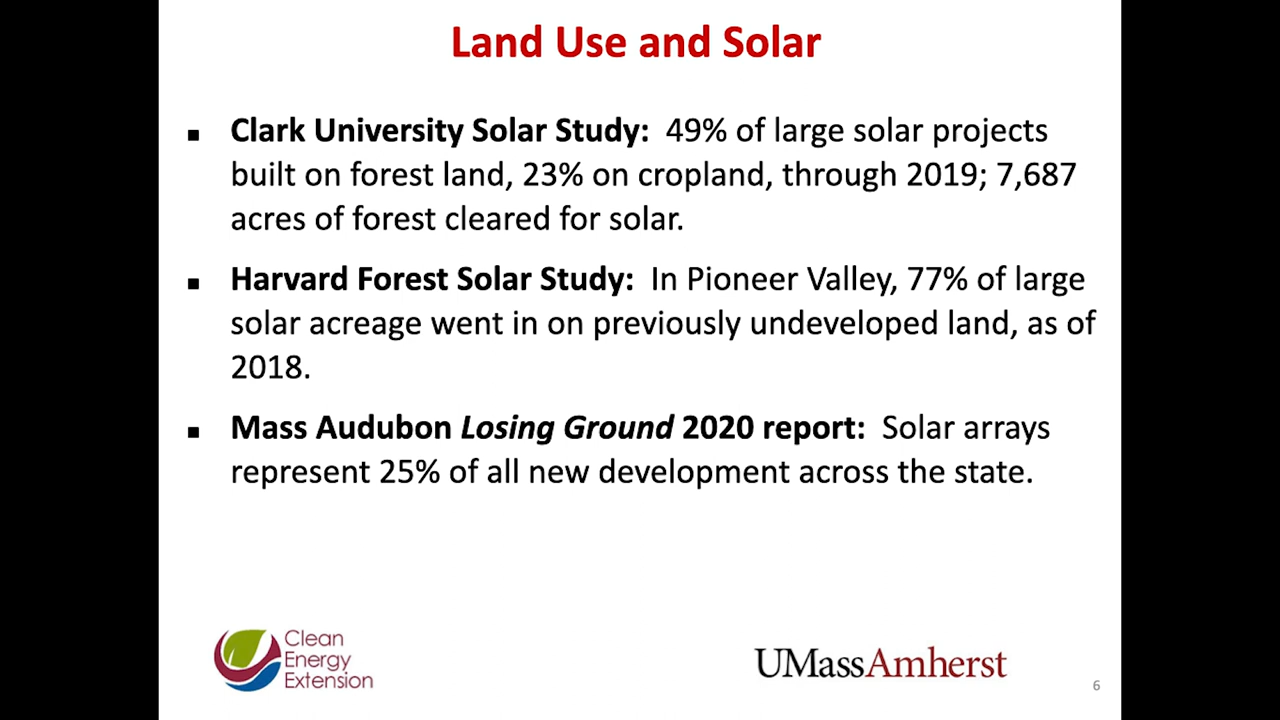 Land Use and Solar
▪ Clark University Solar Study: 49% of large solar projects
built on forest land, 23% on cropland, through 2019; 7,687
acres of forest cleared for solar.
▪ Harvard Forest Solar Study: In Pioneer Valley, 77% of large
solar acreage went in on previously undeveloped land, as of
2018.
▪ Mass Audubon Losing Ground 2020 report: Solar arrays
represent 25% of all new development across the state.
Clean
Energy
Extension
UMassAmherst
6